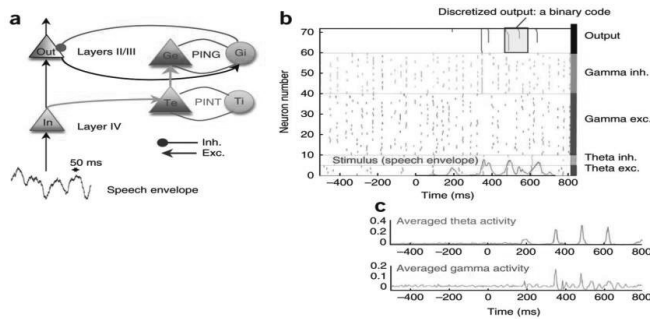 a
Out
Layers II/III
Ge
PING
Gi
Te
PINT
Ti
In
Layer IV
Inh.
Exc.
50 ms
Speech envelope
b
Discretized output: a binary code
Neuron number
70
60
50
40
30
20
10
5
0
Stimulus (speech envelope)
Output
Gamma inh.
Gamma exc.
Theta inh.
Theta exc.
−400 −200 0 200 400 600 800
Time (ms)
c
0.4
0.2
0
Averaged theta activity
−400 −200 0 200 400 600 800
0.2
0.1
0
Averaged gamma activity
−400 −200 0 200 400 600 800
Time (ms)